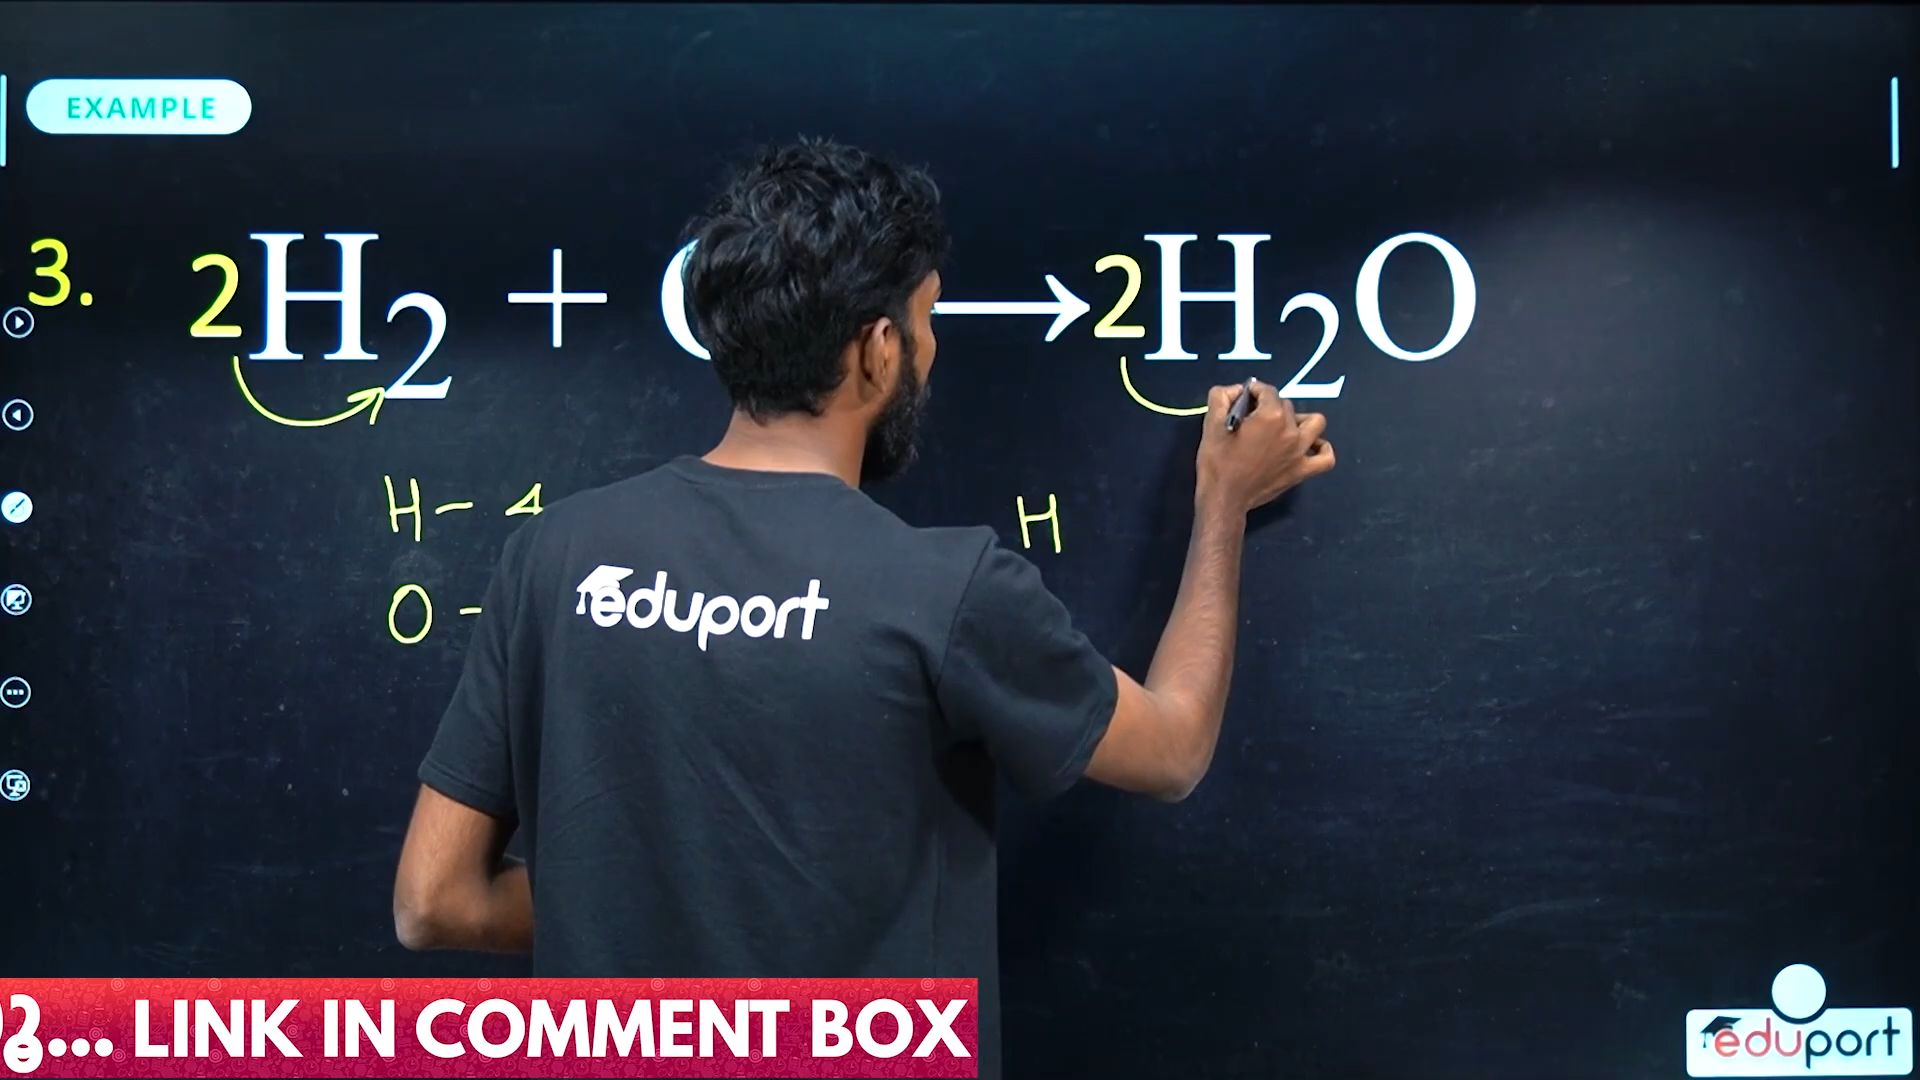 EXAMPLE
3. 2H₂ + → 2H₂O
H - 4
H
O -
eduport
... LINK IN COMMENT BOX
eduport